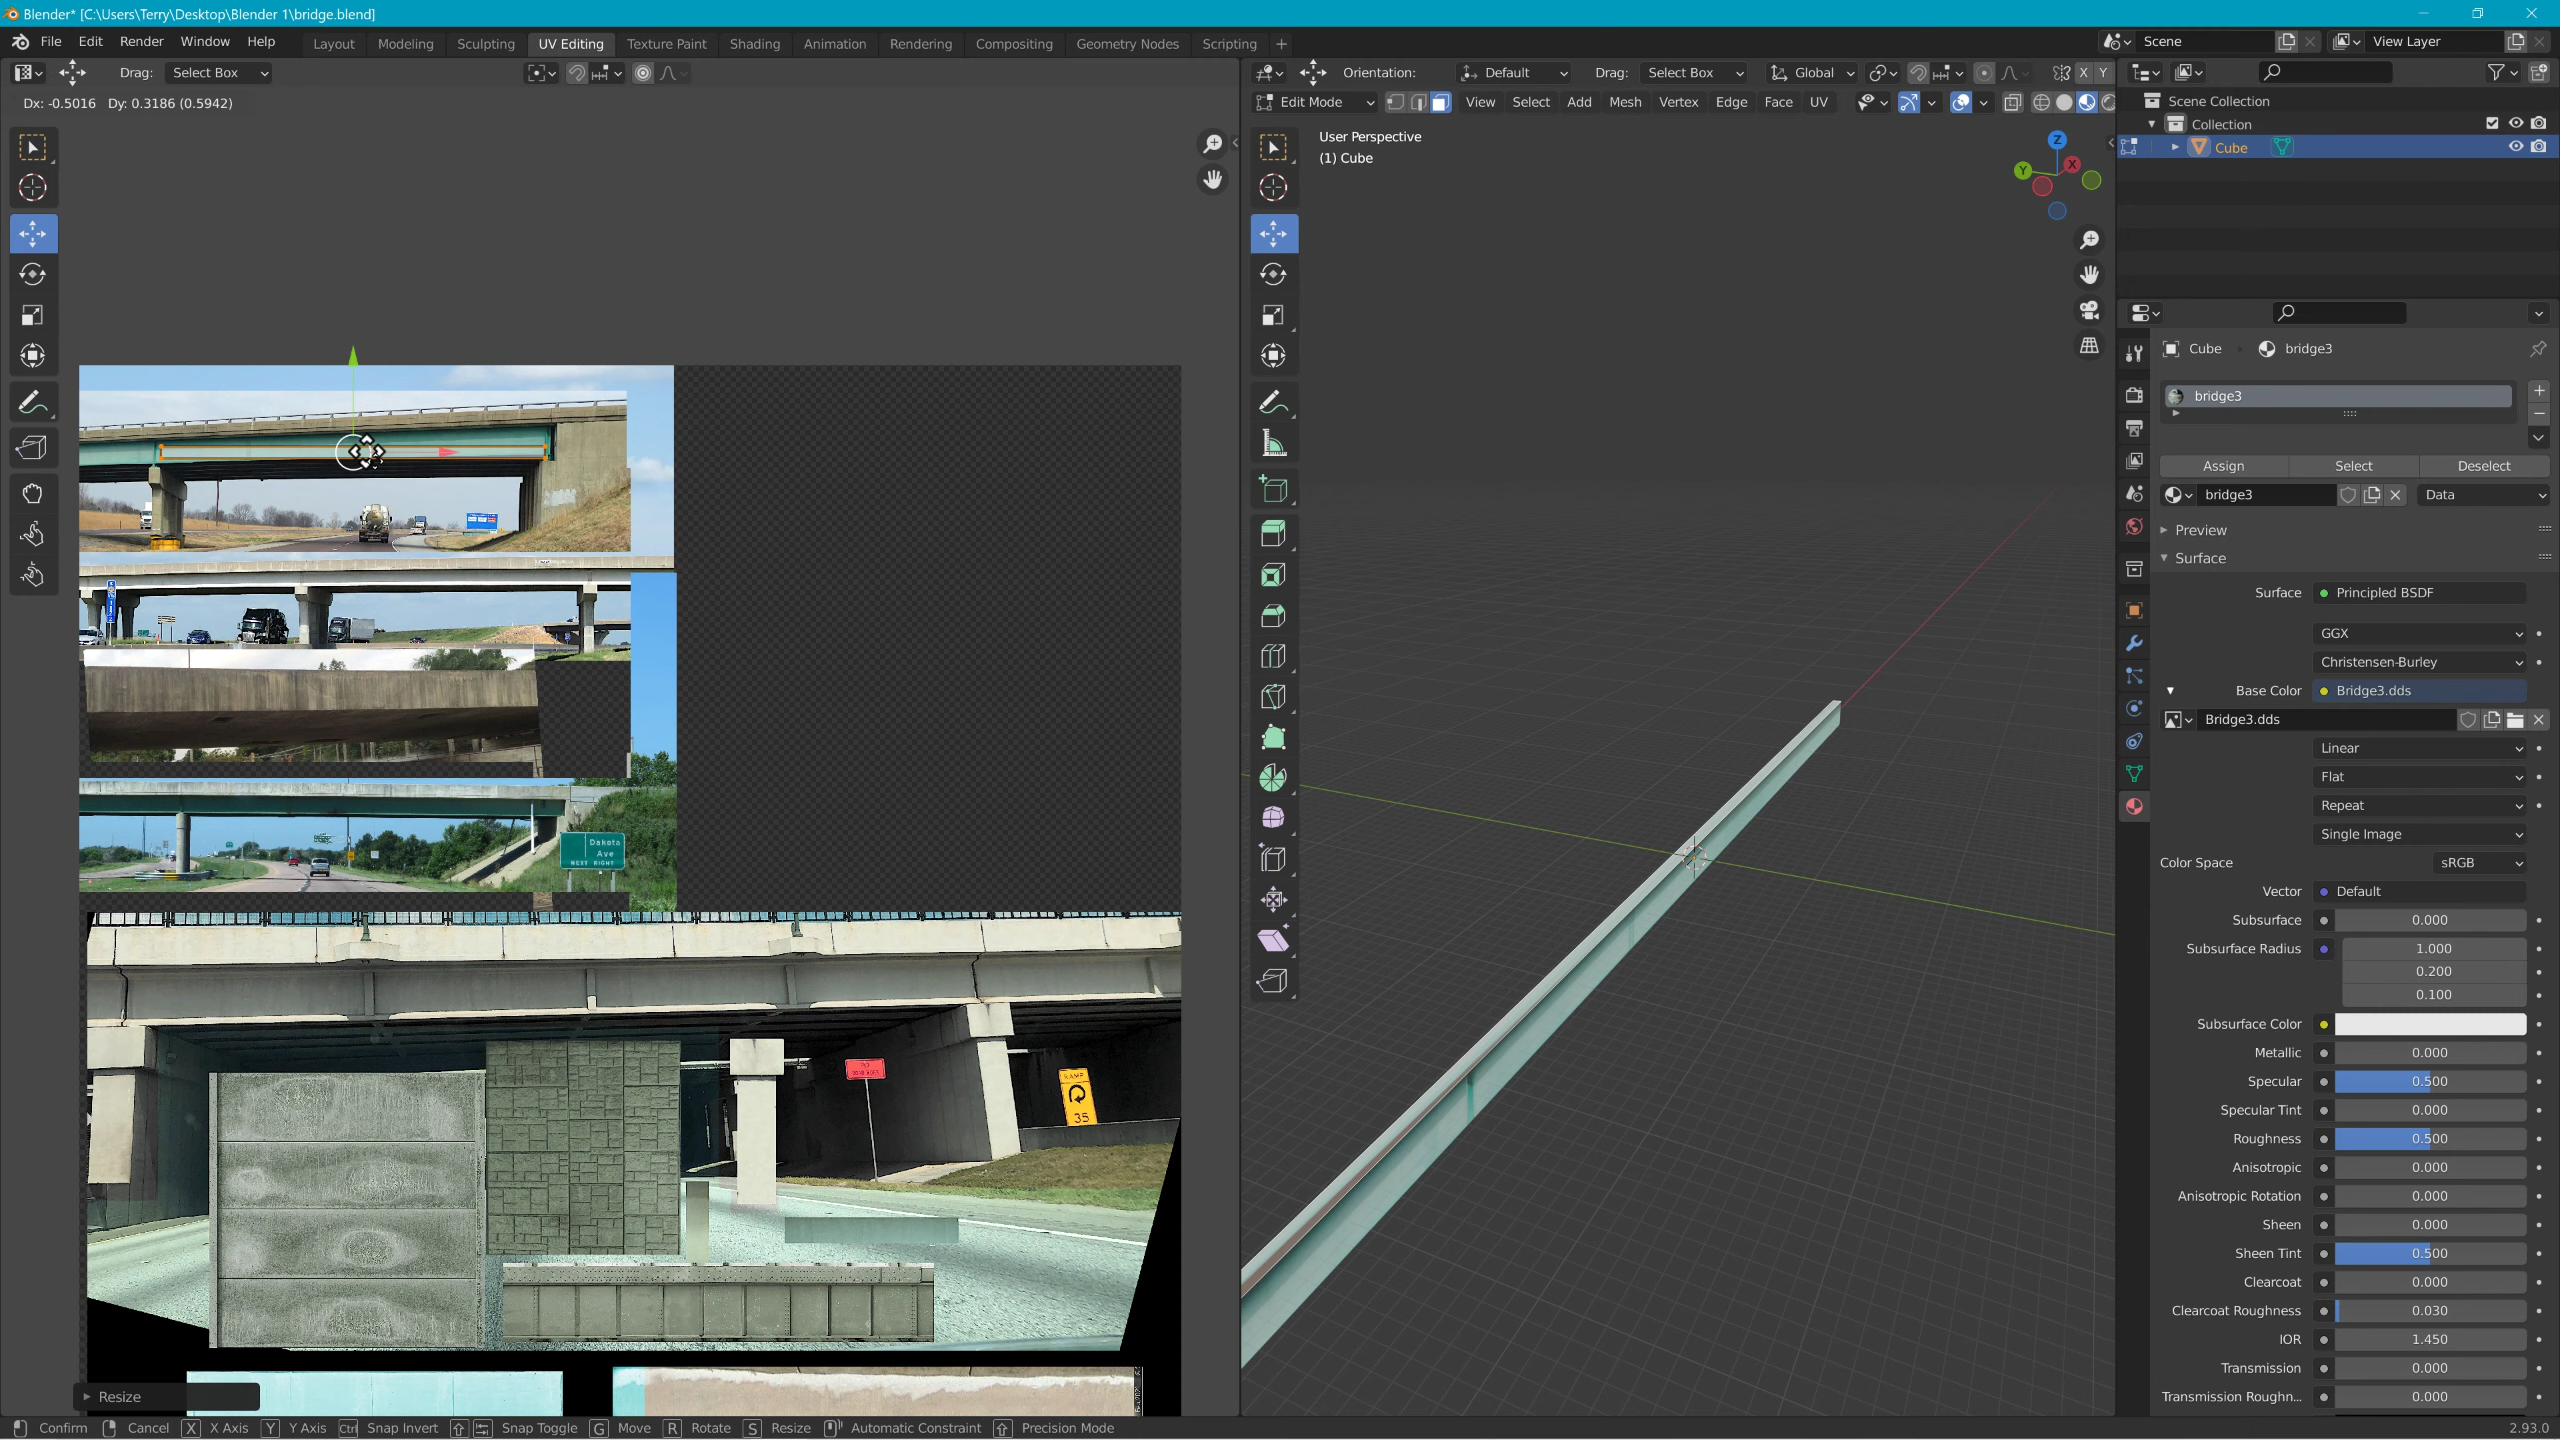 Blender* [C:\Users\Terry\Desktop\Blender 1\bridge.blend]
File Edit Render Window Help Layout Modeling Sculpting UV Editing Texture Paint Shading Animation Rendering Compositing Geometry Nodes Scripting + Scene View Layer
Drag: Select Box
Orientation: Default Drag: Select Box Global X Y
Dx: -0.5016 Dy: 0.3186 (0.5942)
Edit Mode View Select Add Mesh Vertex Edge Face UV
User Perspective
(1) Cube
Z
Y
X
Scene Collection
Collection
Cube
Cube bridge3
bridge3
Assign Select Deselect
bridge3 Data
Preview
Surface
Surface Principled BSDF
GGX
Christensen-Burley
Base Color Bridge3.dds
Bridge3.dds
Linear
Flat
Repeat
Single Image
Color Space sRGB
Vector Default
Subsurface 0.000
Subsurface Radius 1.000
0.200
0.100
Subsurface Color
Metallic 0.000
Specular 0.500
Specular Tint 0.000
Roughness 0.500
Anisotropic 0.000
Anisotropic Rotation 0.000
Sheen 0.000
Sheen Tint 0.500
Clearcoat 0.000
Clearcoat Roughness 0.030
IOR 1.450
Transmission 0.000
Transmission Roughn... 0.000
Dakota
Ave
NEXT RIGHT
RAMP
35
Resize
Confirm Cancel X X Axis Y Y Axis Ctrl Snap Invert Snap Toggle G Move R Rotate S Resize Automatic Constraint Precision Mode 2.93.0